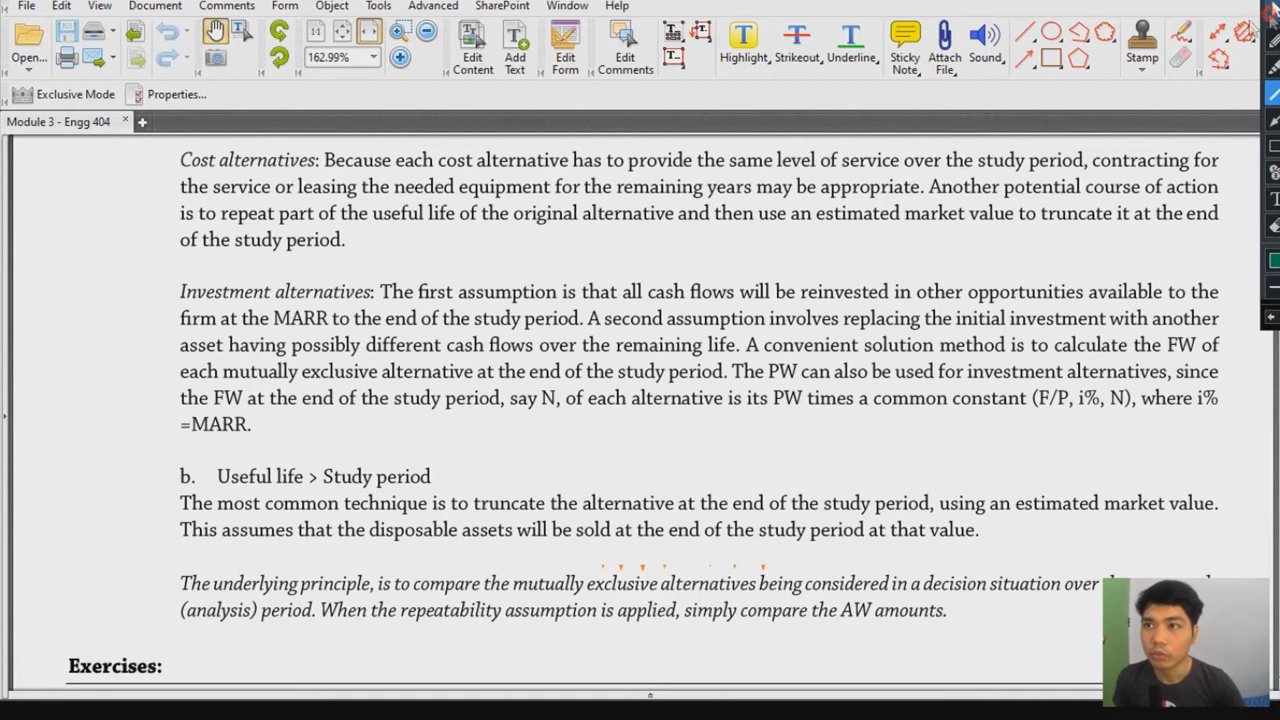 File Edit View Document Comments Form Object Tools Advanced SharePoint Window Help
Open...
1:1
162.99%
Edit Content
Add Text
Edit Form
Edit Comments
Highlight
Strikeout
Underline
Sticky Note
Attach File
Sound
Stamp
Exclusive Mode Properties...
Module 3 - Engg 404
Cost alternatives: Because each cost alternative has to provide the same level of service over the study period, contracting for
the service or leasing the needed equipment for the remaining years may be appropriate. Another potential course of action
is to repeat part of the useful life of the original alternative and then use an estimated market value to truncate it at the end
of the study period.
Investment alternatives: The first assumption is that all cash flows will be reinvested in other opportunities available to the
firm at the MARR to the end of the study period. A second assumption involves replacing the initial investment with another
asset having possibly different cash flows over the remaining life. A convenient solution method is to calculate the FW of
each mutually exclusive alternative at the end of the study period. The PW can also be used for investment alternatives, since
the FW at the end of the study period, say N, of each alternative is its PW times a common constant (F/P, i%, N), where i%
=MARR.
b. Useful life > Study period
The most common technique is to truncate the alternative at the end of the study period, using an estimated market value.
This assumes that the disposable assets will be sold at the end of the study period at that value.
The underlying principle, is to compare the mutually exclusive alternatives being considered in a decision situation over
(analysis) period. When the repeatability assumption is applied, simply compare the AW amounts.
Exercises: